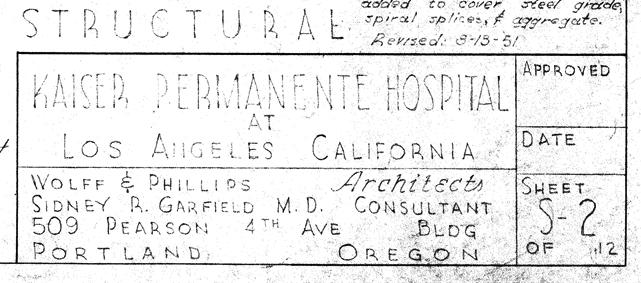 STRUCTURAL
added to cover steel grade,
spiral splices, & aggregate.
Revised: 8-13-51
KAISER PERMANENTE HOSPITAL
AT
LOS ANGELES CALIFORNIA
WOLFF & PHILLIPS Architects
SIDNEY R. GARFIELD M.D. CONSULTANT
509 PEARSON 4TH AVE BLDG
PORTLAND OREGON
APPROVED
DATE
SHEET
S-2
OF 12